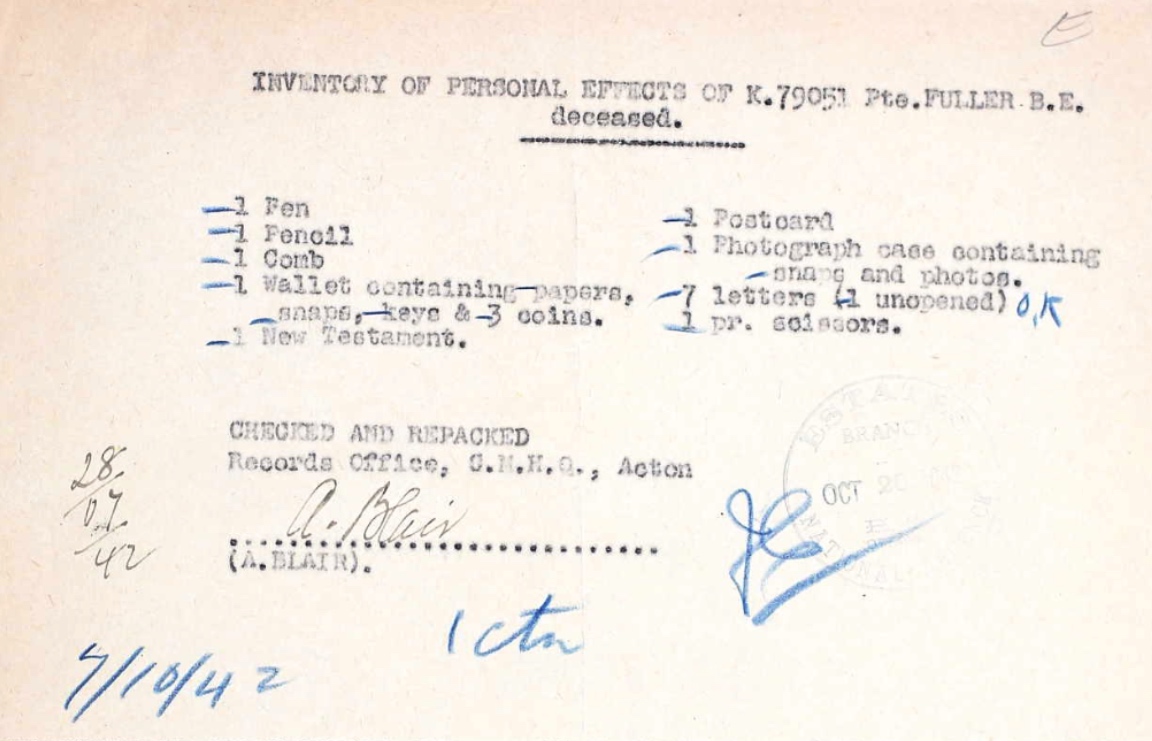 E
INVENTORY OF PERSONAL EFFECTS OF K.79051 Pte.FULLER B.E.
deceased.
1 Pen
1 Pencil
1 Comb
1 Wallet containing papers,
snaps, keys & 3 coins.
1 New Testament.
1 Postcard
1 Photograph case containing
snaps and photos.
7 letters (1 unopened) O.K
1 pr. scissors.
CHECKED AND REPACKED
Records Office, C.M.H.Q., Acton
A. Blair
(A.BLAIR).
28/07/42
ESTATES
BRANCH
OCT
NATIONAL
1 ctn
7/10/42